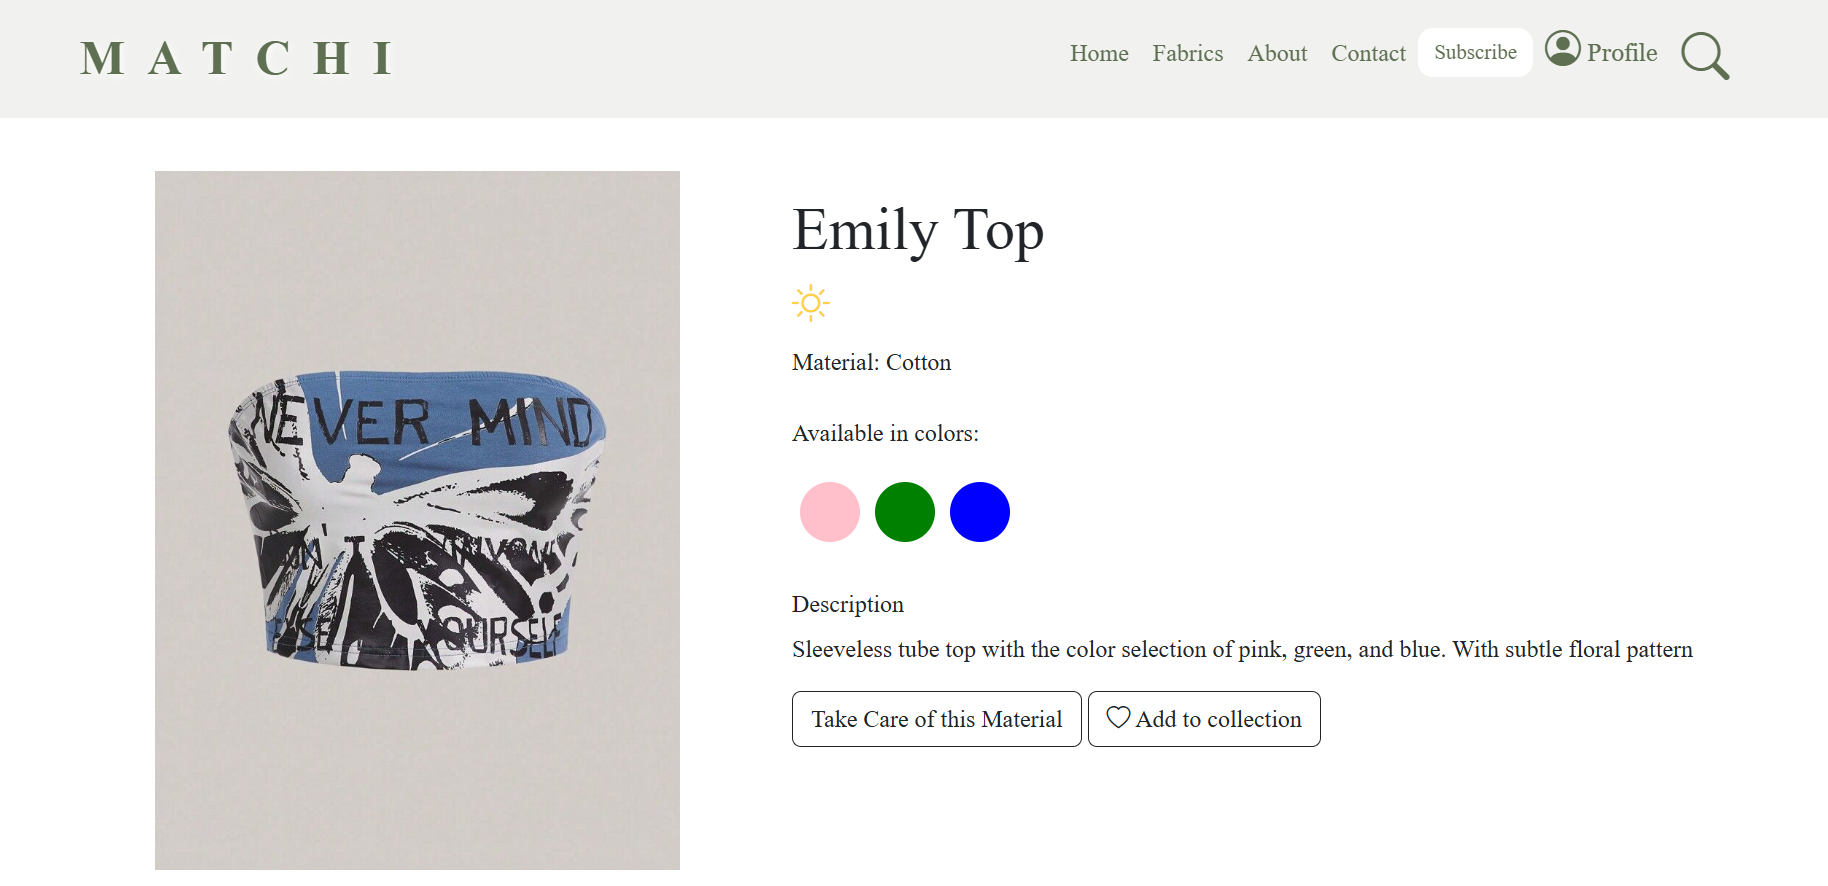 MATCHI
Home Fabrics About Contact Subscribe Profile
Emily Top
Material: Cotton
Available in colors:
Description
Sleeveless tube top with the color selection of pink, green, and blue. With subtle floral pattern
Take Care of this Material Add to collection
NEVER MIND
YOURSELF